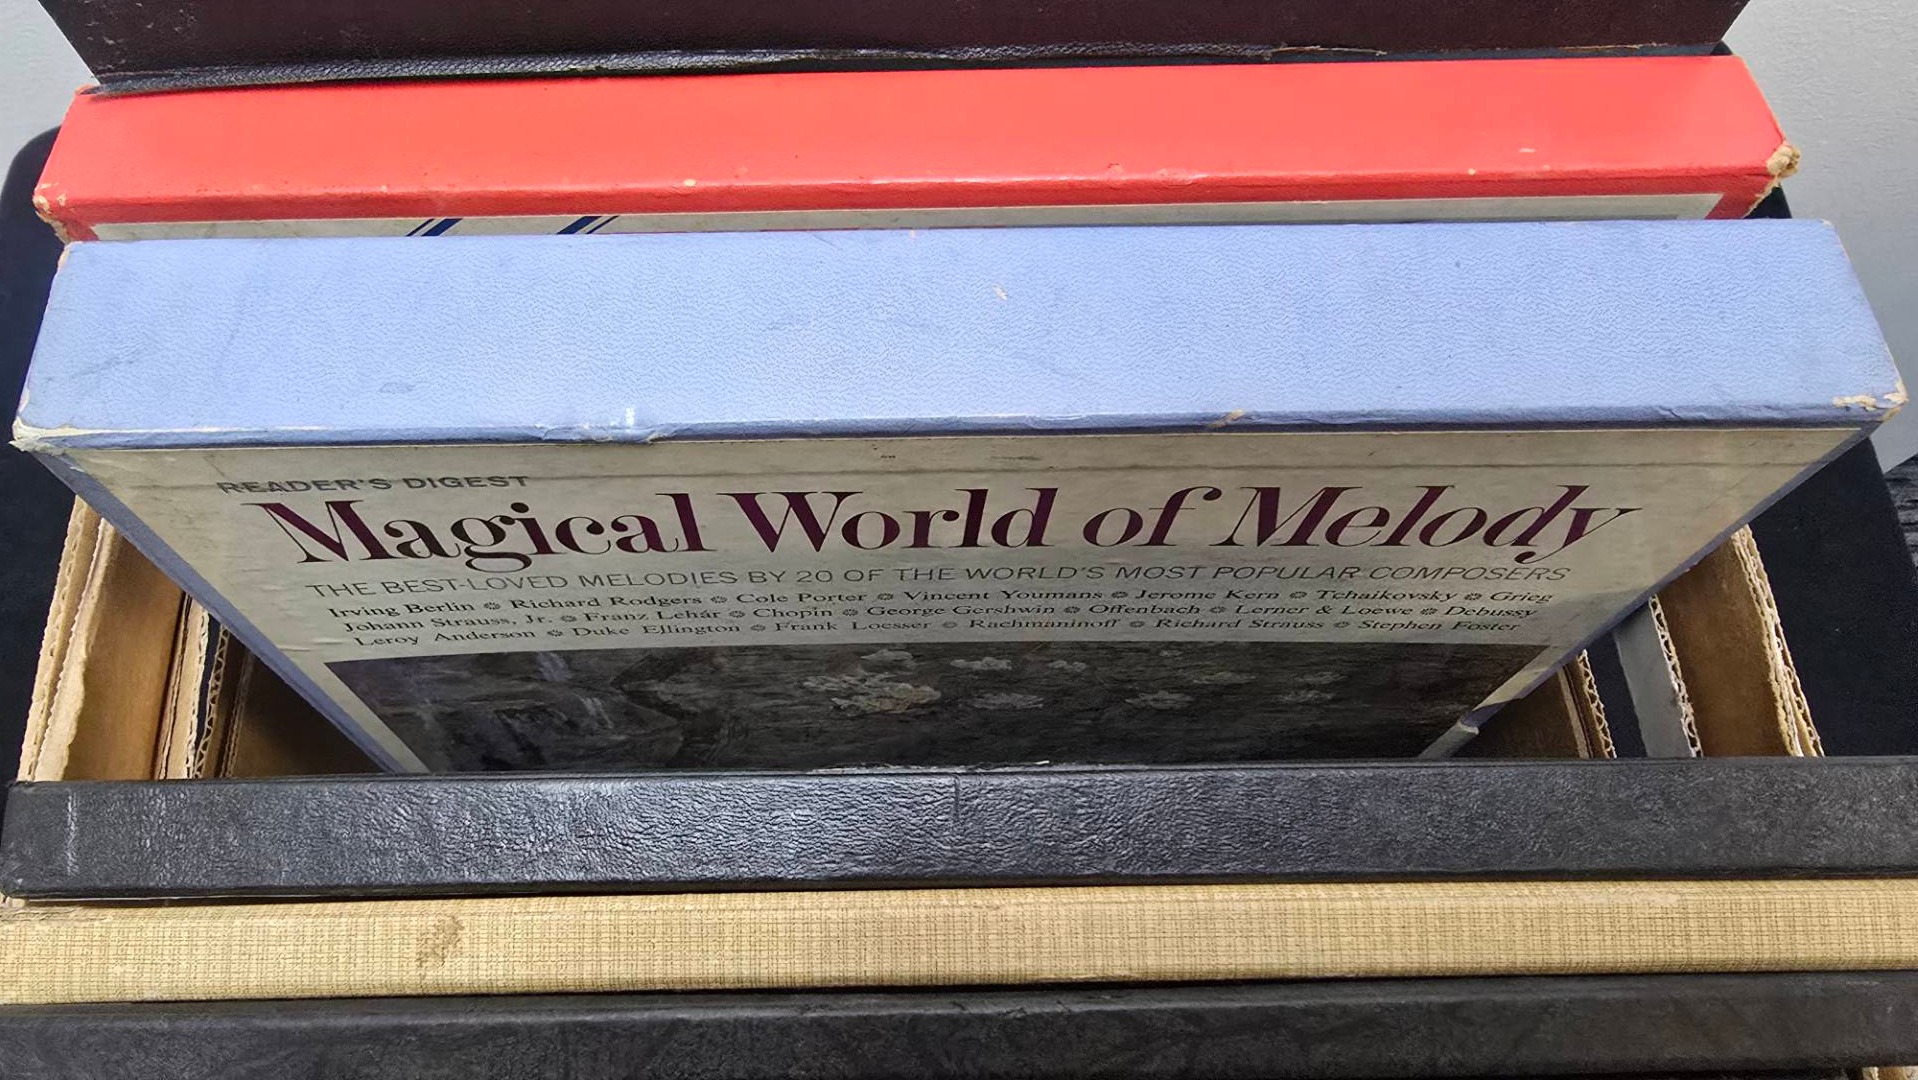 READER'S DIGEST
Magical World of Melody
THE BEST-LOVED MELODIES BY 20 OF THE WORLD'S MOST POPULAR COMPOSERS
Irving Berlin ❁ Richard Rodgers ❁ Cole Porter ❁ Vincent Youmans ❁ Jerome Kern ❁ Tchaikovsky ❁ Grieg
Johann Strauss, Jr. ❁ Franz Lehár ❁ Chopin ❁ George Gershwin ❁ Offenbach ❁ Lerner & Loewe ❁ Debussy
Leroy Anderson ❁ Duke Ellington ❁ Frank Loesser ❁ Rachmaninoff ❁ Richard Strauss ❁ Stephen Foster